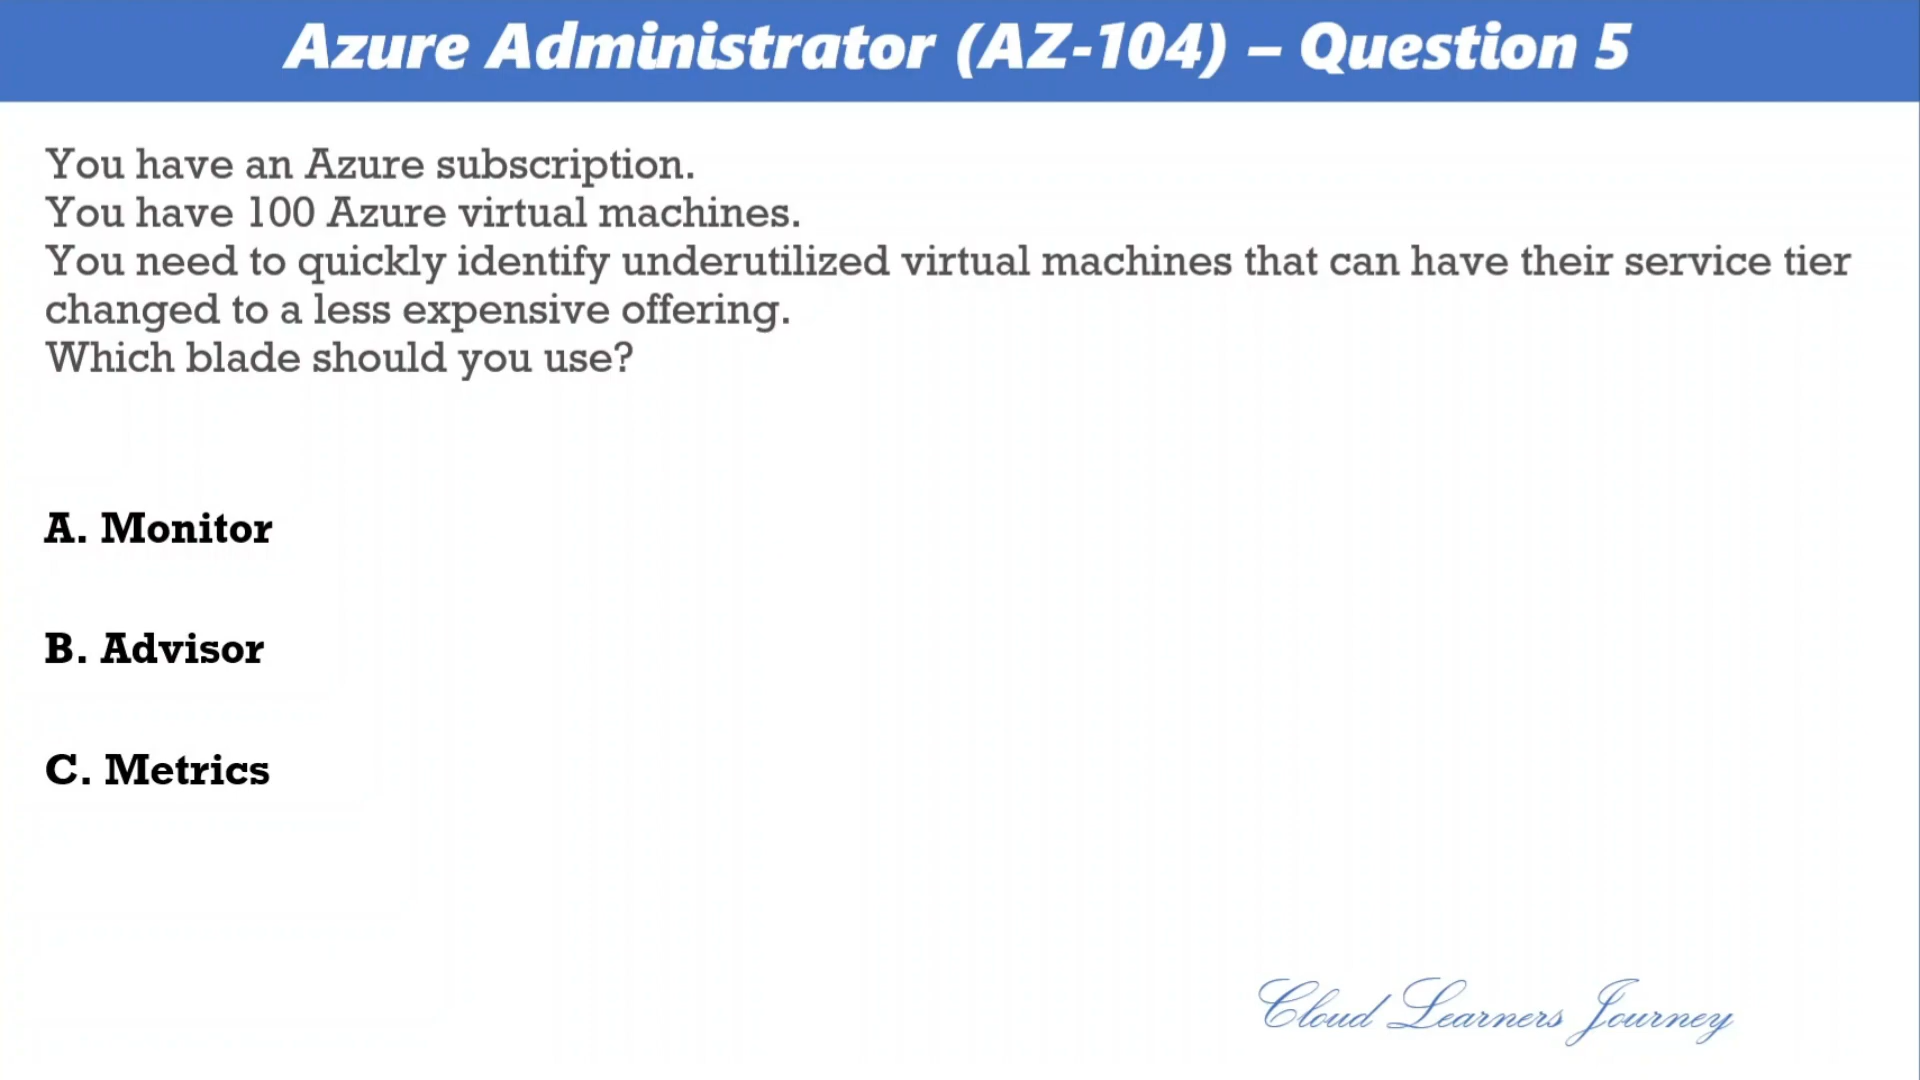 Azure Administrator (AZ-104) – Question 5
You have an Azure subscription.
You have 100 Azure virtual machines.
You need to quickly identify underutilized virtual machines that can have their service tier
changed to a less expensive offering.
Which blade should you use?
A. Monitor
B. Advisor
C. Metrics
Cloud Learners Journey